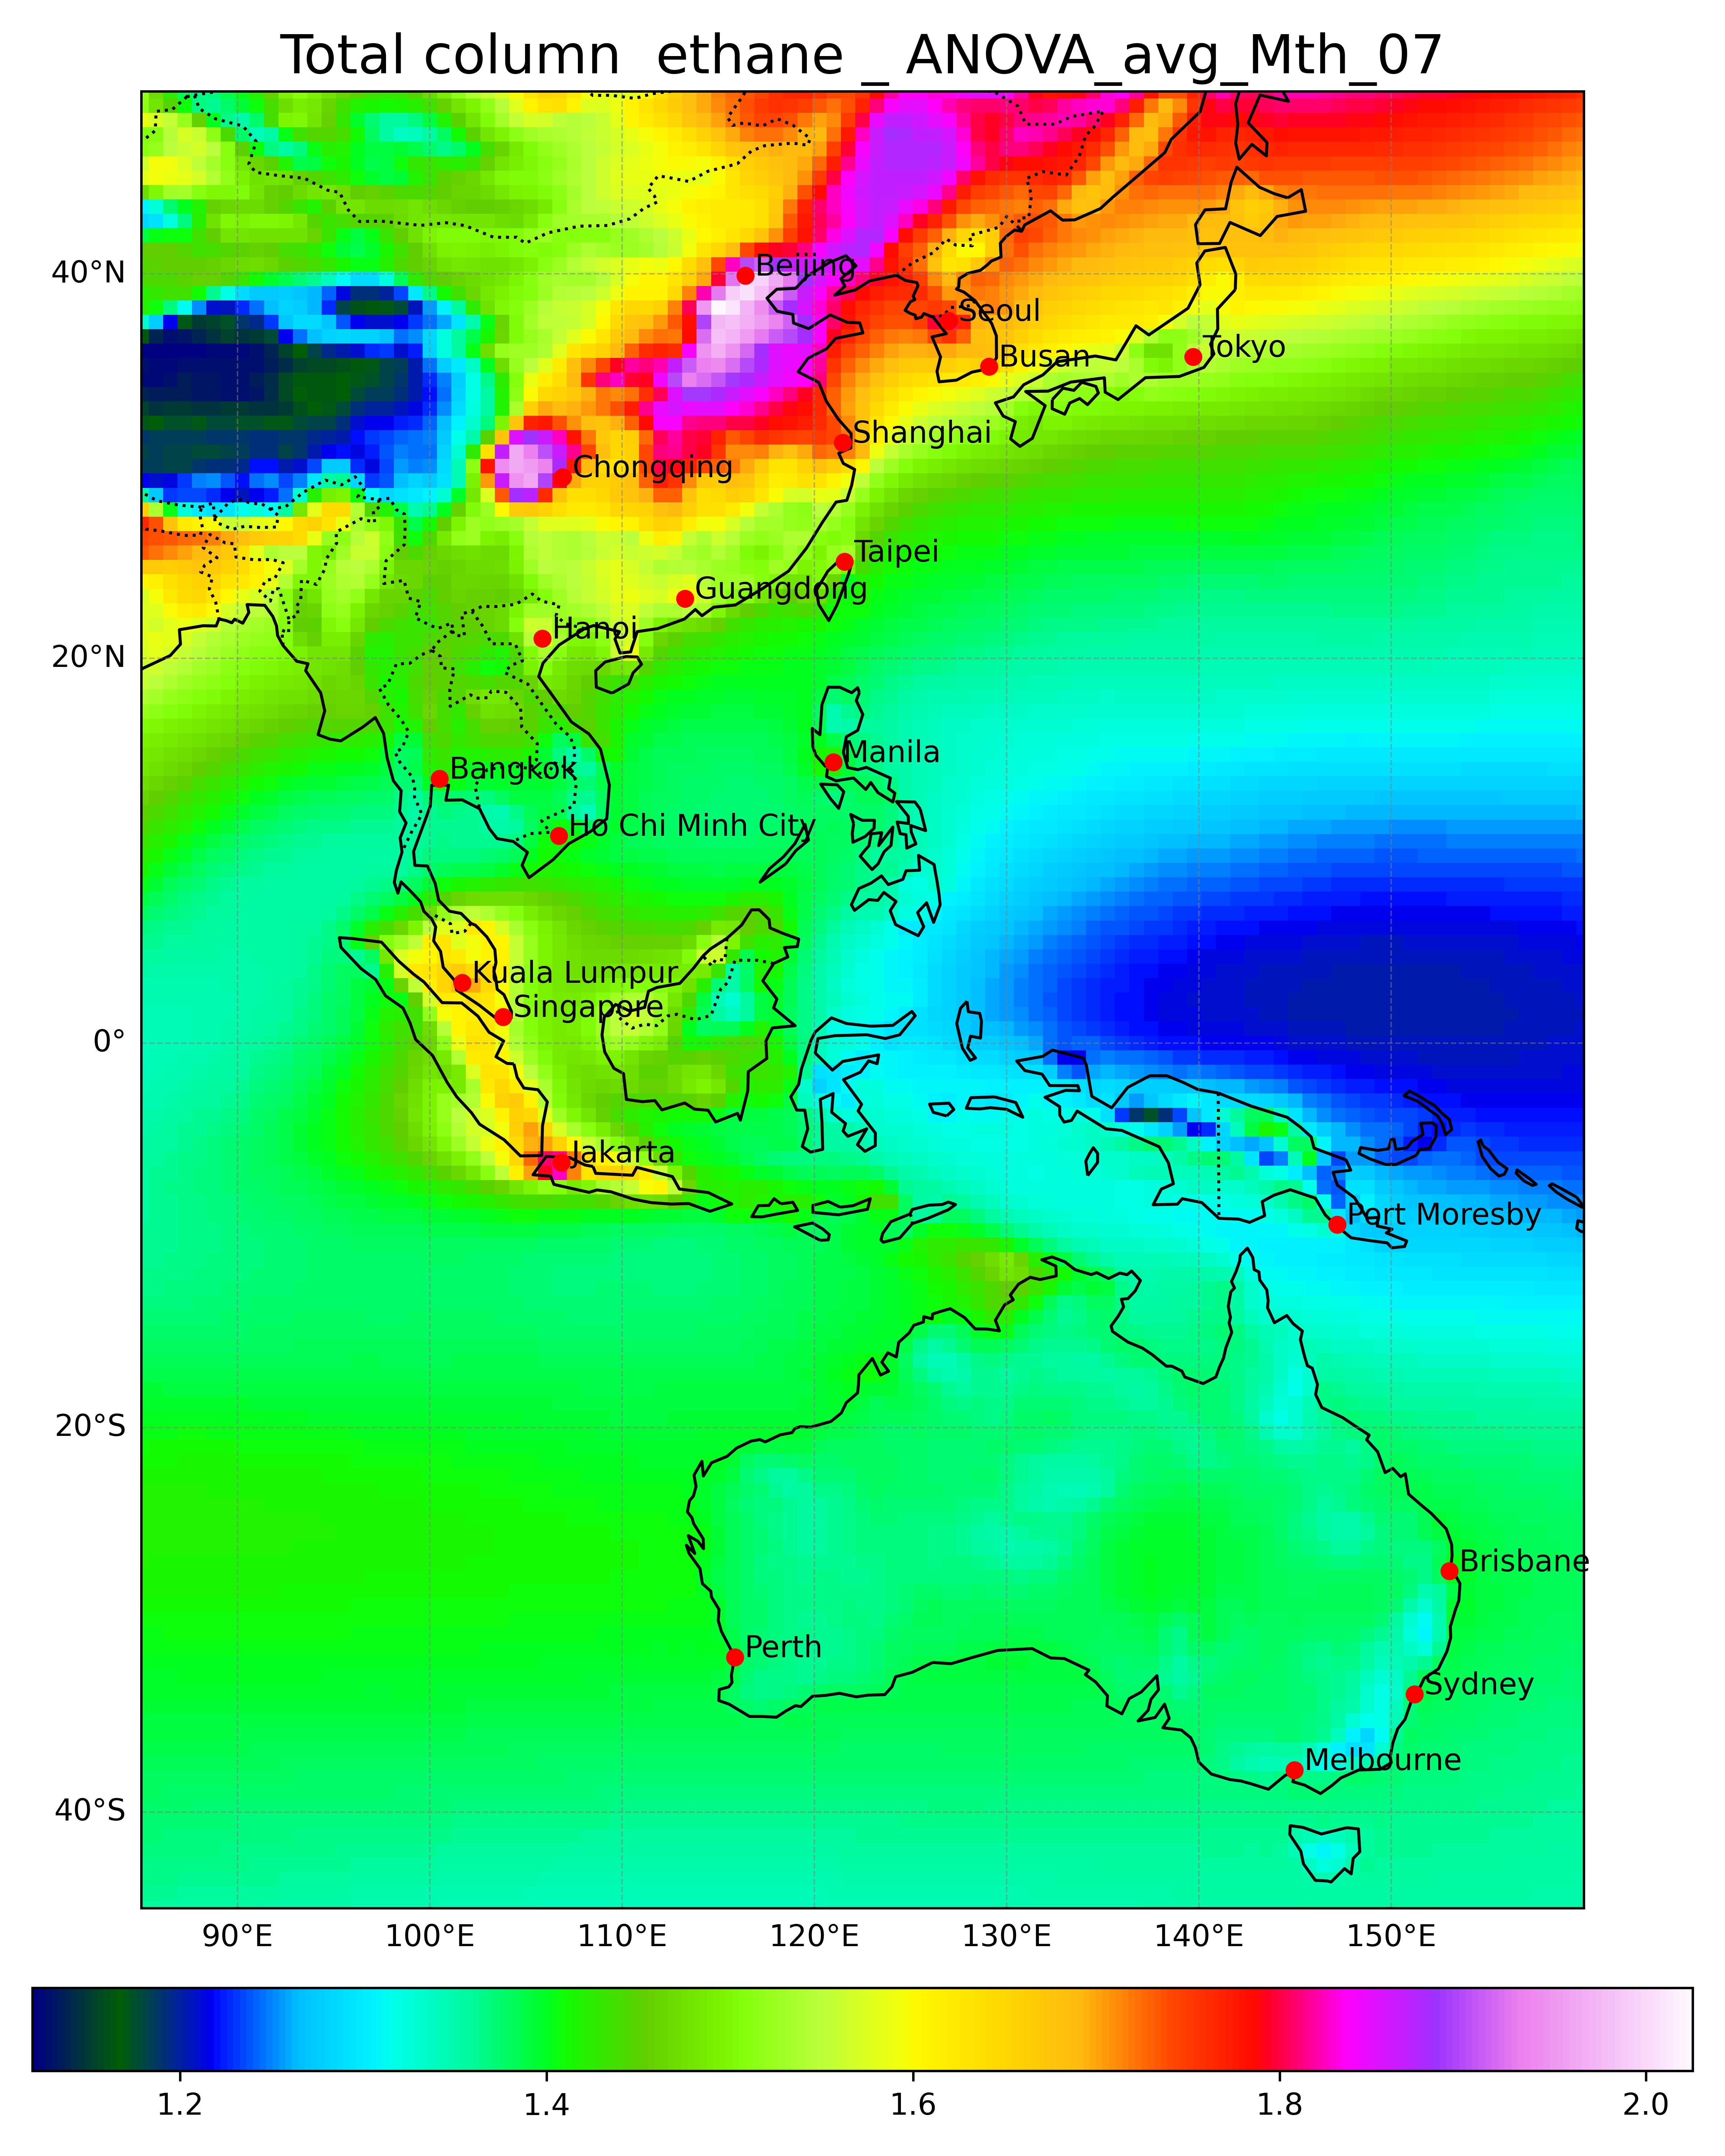 Total column  ethane _ ANOVA_avg_Mth_07
40°N
20°N
0°
20°S
40°S
Beijing
Seoul
Tokyo
Busan
Shanghai
Chongqing
Taipei
Guangdong
Hanoi
Manila
Bangkok
Ho Chi Minh City
Kuala Lumpur
Singapore
Jakarta
Port Moresby
Brisbane
Perth
Sydney
Melbourne
90°E 100°E 110°E 120°E 130°E 140°E 150°E
1.2 1.4 1.6 1.8 2.0